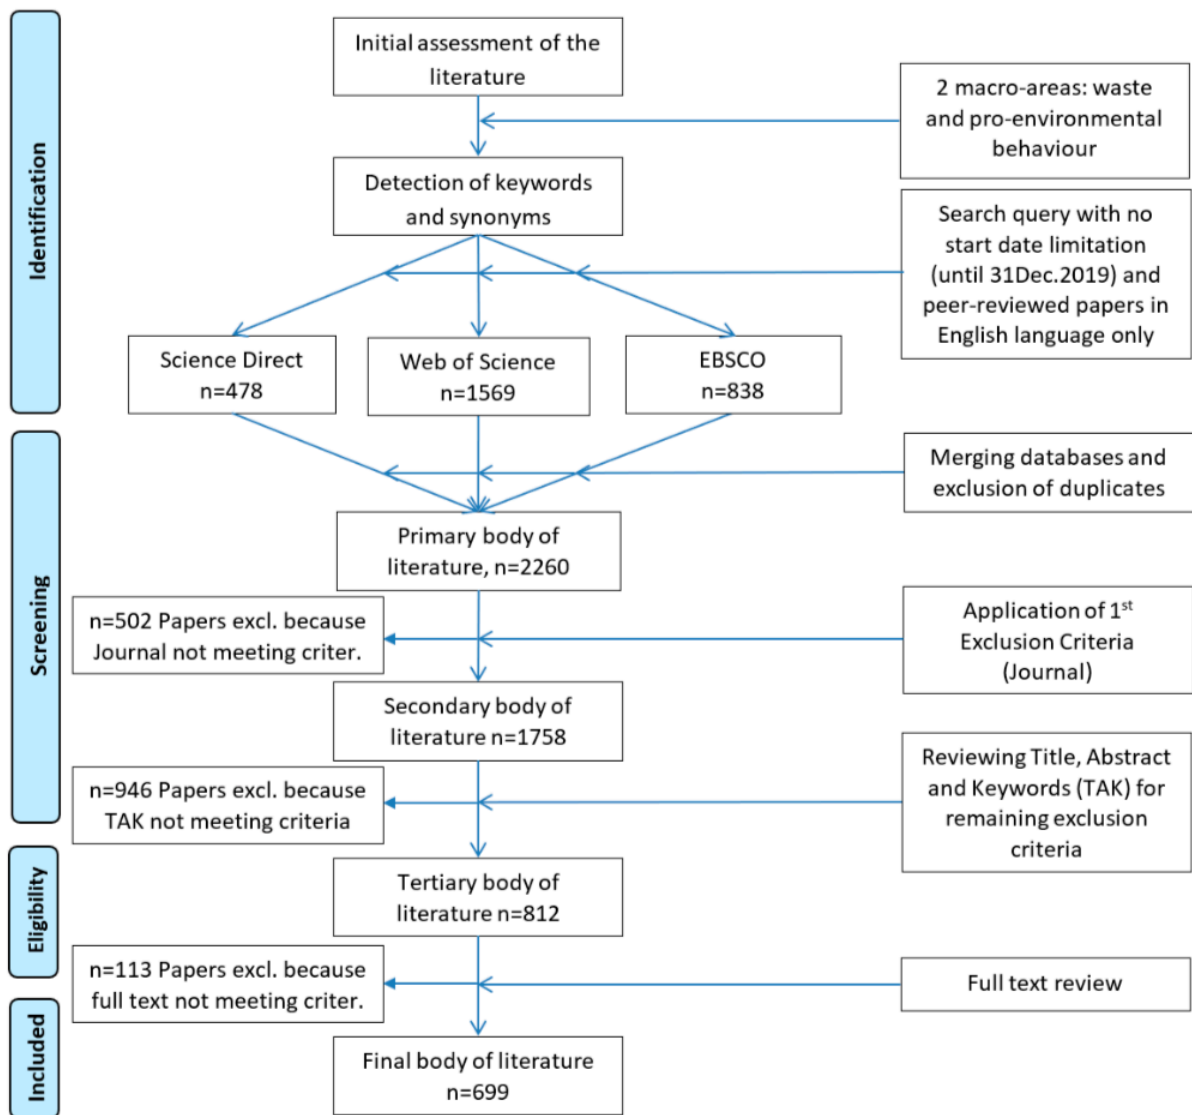 Identification
Initial assessment of the
literature
2 macro-areas: waste
and pro-environmental
behaviour
Detection of keywords
and synonyms
Search query with no
start date limitation
(until 31Dec.2019) and
peer-reviewed papers in
English language only
Science Direct
n=478
Web of Science
n=1569
EBSCO
n=838
Screening
Merging databases and
exclusion of duplicates
Primary body of
literature, n=2260
n=502 Papers excl. because
Journal not meeting criter.
Application of 1st
Exclusion Criteria
(Journal)
Secondary body of
literature n=1758
n=946 Papers excl. because
TAK not meeting criteria
Reviewing Title, Abstract
and Keywords (TAK) for
remaining exclusion
criteria
Eligibility
Tertiary body of
literature n=812
n=113 Papers excl. because
full text not meeting criter.
Full text review
Included
Final body of literature
n=699